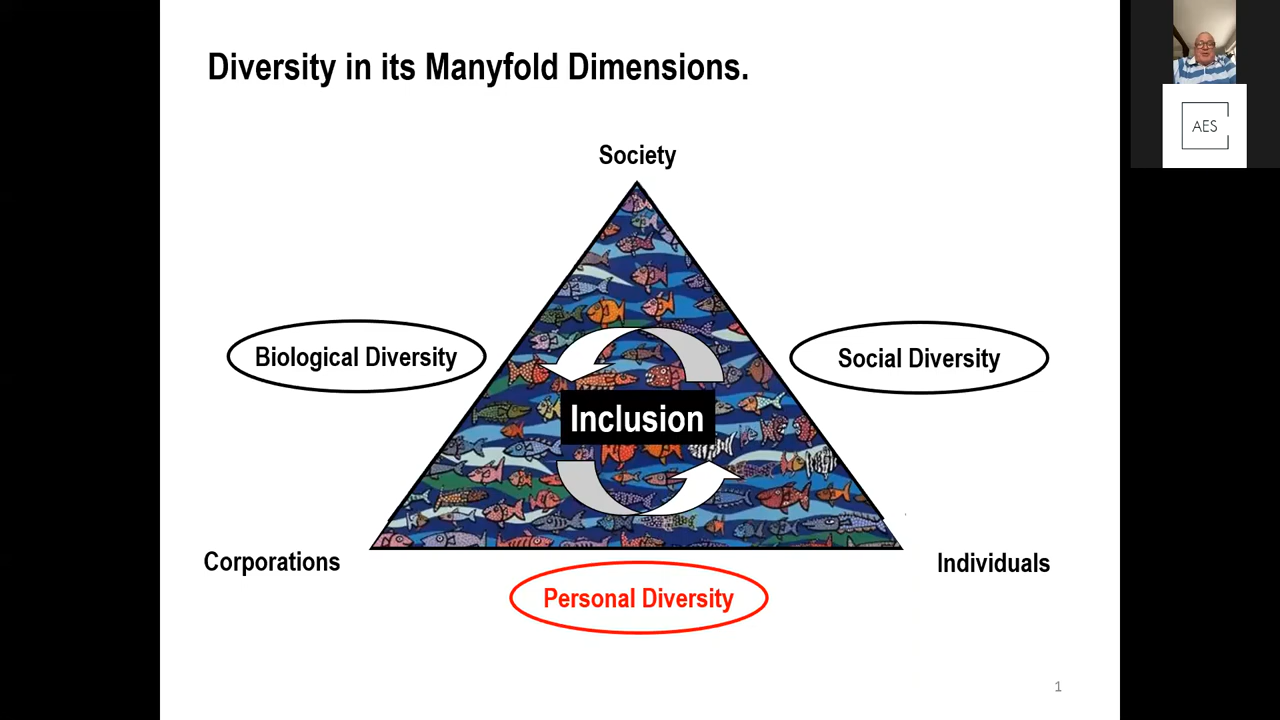 Diversity in its Manyfold Dimensions.
AES
Society
Biological Diversity
Social Diversity
Inclusion
Corporations
Individuals
Personal Diversity
1